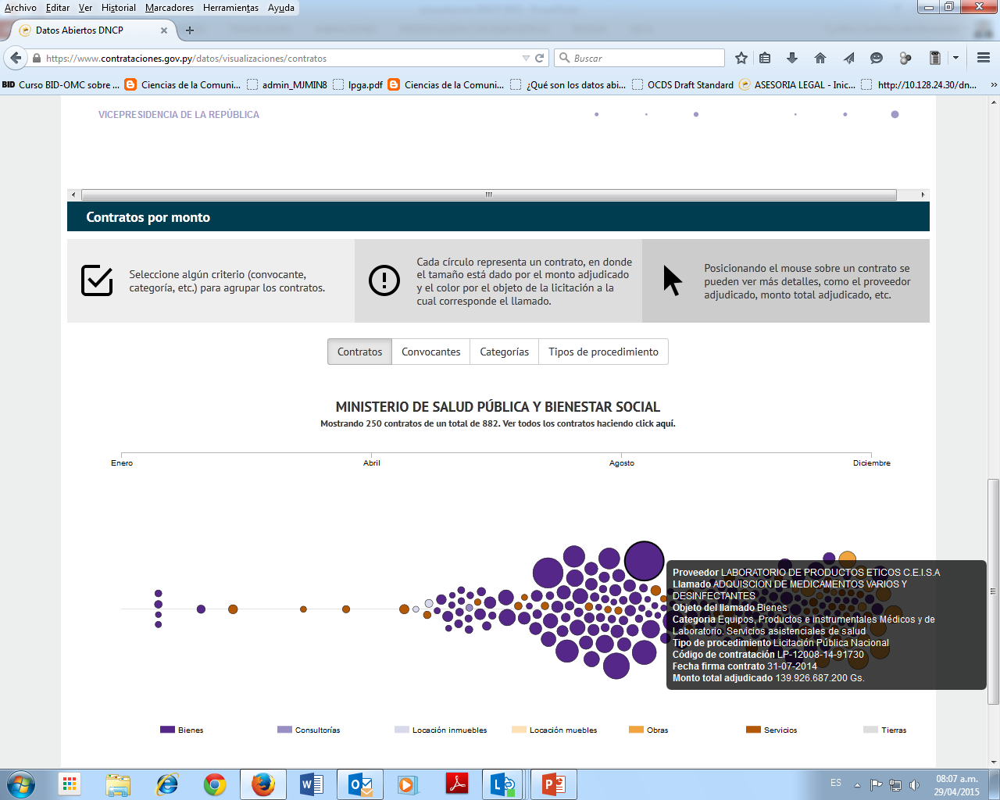 Archivo Editar Ver Historial Marcadores Herramientas Ayuda
Datos Abiertos DNCP
https://www.contrataciones.gov.py/datos/visualizaciones/contratos
Buscar
BID Curso BID-OMC sobre ... Ciencias de la Comuni... admin_MJMIN8 lpga.pdf Ciencias de la Comuni... ¿Qué son los datos abi... OCDS Draft Standard ASESORIA LEGAL - Inic... http://10.128.24.30/dn...
VICEPRESIDENCIA DE LA REPÚBLICA
Contratos por monto
Seleccione algún criterio (convocante,
categoría, etc.) para agrupar los contratos.
Cada círculo representa un contrato, en donde
el tamaño está dado por el monto adjudicado
y el color por el objeto de la licitación a la
cual corresponde el llamado.
Posicionando el mouse sobre un contrato se
pueden ver más detalles, como el proveedor
adjudicado, monto total adjudicado, etc.
Contratos Convocantes Categorías Tipos de procedimiento
MINISTERIO DE SALUD PÚBLICA Y BIENESTAR SOCIAL
Mostrando 250 contratos de un total de 882. Ver todos los contratos haciendo click aquí.
Enero Abril Agosto Diciembre
Proveedor LABORATORIO DE PRODUCTOS ETICOS C.E.I.S.A
Llamado ADQUISCION DE MEDICAMENTOS VARIOS Y
DESINFECTANTES
Objeto del llamado Bienes
Categoria Equipos, Productos e instrumentales Médicos y de
Laboratorio. Servicios asistenciales de salud
Tipo de procedimiento Licitación Pública Nacional
Código de contratación LP-12008-14-91730
Fecha firma contrato 31-07-2014
Monto total adjudicado 139.926.687.200 Gs.
Bienes Consultorías Locación inmuebles Locación muebles Obras Servicios Tierras
ES
08:07 a.m.
29/04/2015